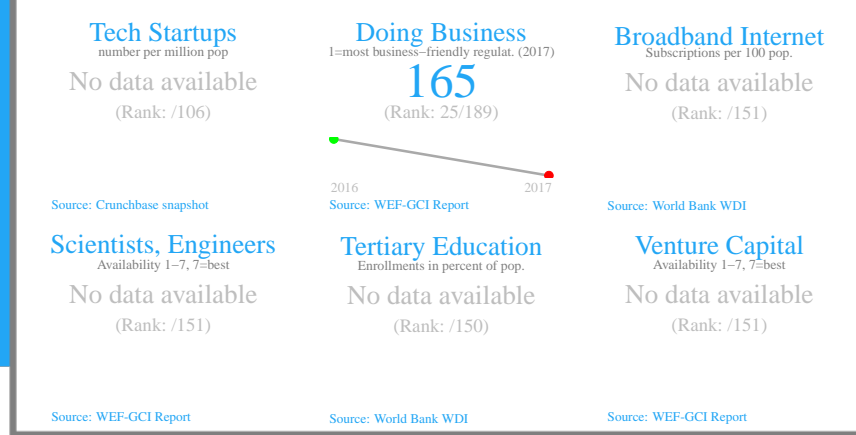 Tech Startups
number per million pop
No data available
(Rank: /106)
Source: Crunchbase snapshot
Doing Business
1=most business−friendly regulat. (2017)
165
(Rank: 25/189)
2016 2017
Source: WEF-GCI Report
Broadband Internet
Subscriptions per 100 pop.
No data available
(Rank: /151)
Source: World Bank WDI
Scientists, Engineers
Availability 1−7, 7=best
No data available
(Rank: /151)
Source: WEF-GCI Report
Tertiary Education
Enrollments in percent of pop.
No data available
(Rank: /150)
Source: World Bank WDI
Venture Capital
Availability 1−7, 7=best
No data available
(Rank: /151)
Source: WEF-GCI Report